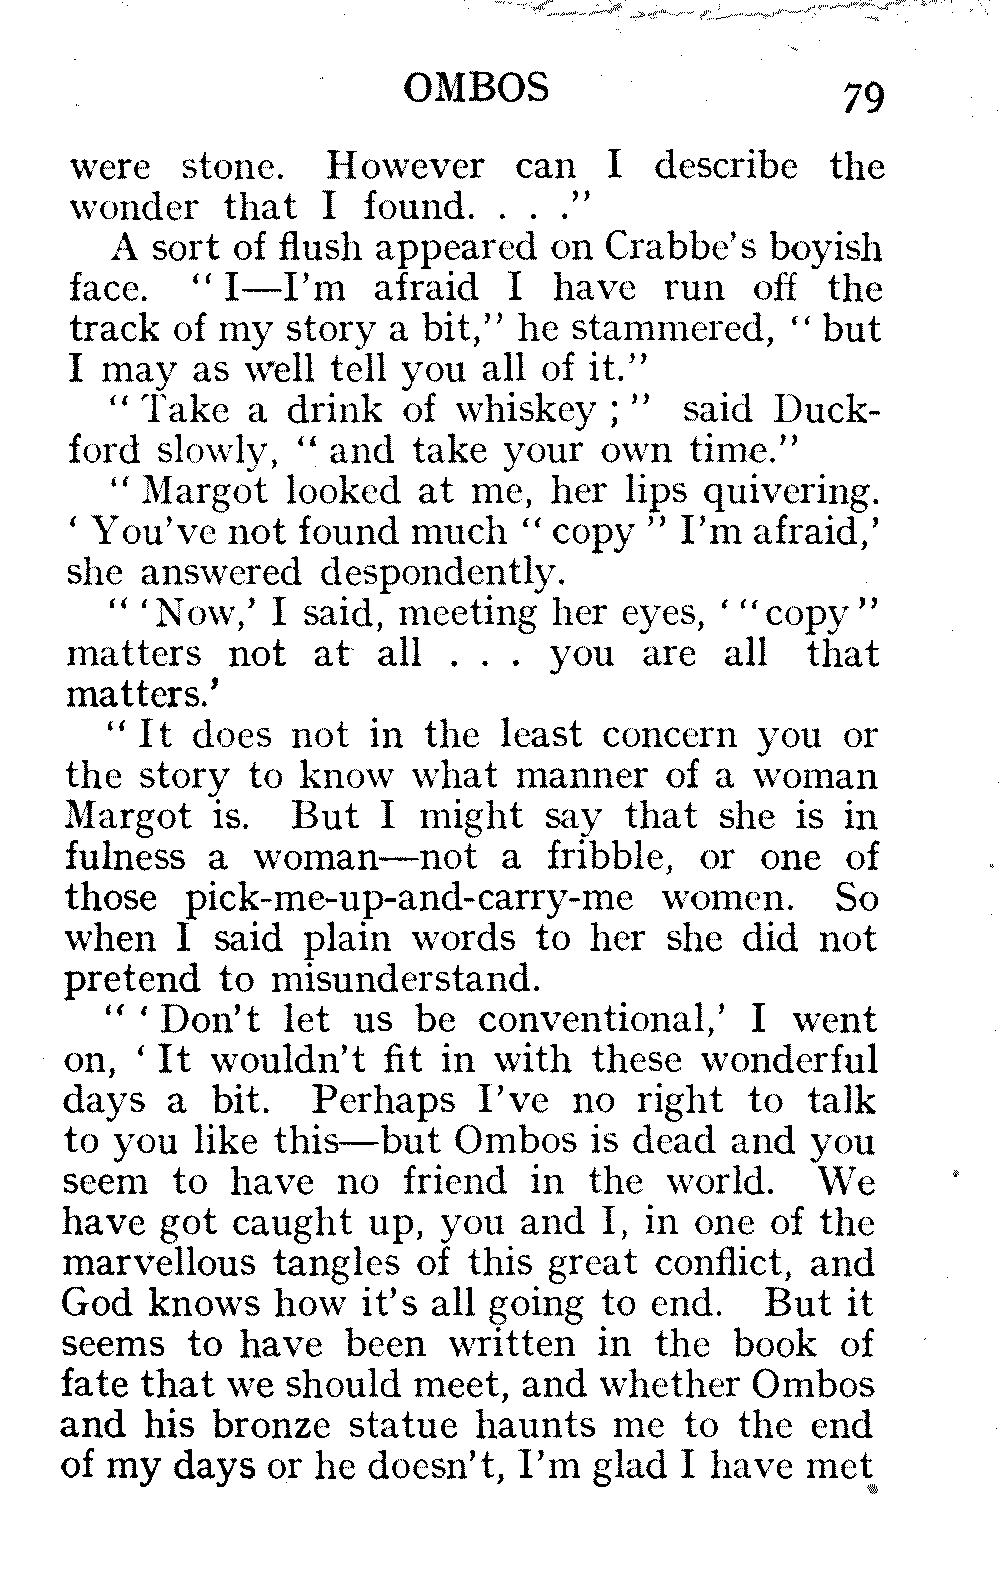 OMBOS 79
were stone. However can I describe the
wonder that I found. . . ."
A sort of flush appeared on Crabbe's boyish
face. "I—I'm afraid I have run off the
track of my story a bit," he stammered, "but
I may as well tell you all of it."
"Take a drink of whiskey;" said Duck-
ford slowly, "and take your own time."
"Margot looked at me, her lips quivering.
'You've not found much "copy" I'm afraid,'
she answered despondently.
"'Now,' I said, meeting her eyes, '"copy"
matters not at all . . . you are all that
matters.'
"It does not in the least concern you or
the story to know what manner of a woman
Margot is. But I might say that she is in
fulness a woman—not a fribble, or one of
those pick-me-up-and-carry-me women. So
when I said plain words to her she did not
pretend to misunderstand.
"'Don't let us be conventional,' I went
on, 'It wouldn't fit in with these wonderful
days a bit. Perhaps I've no right to talk
to you like this—but Ombos is dead and you
seem to have no friend in the world. We
have got caught up, you and I, in one of the
marvellous tangles of this great conflict, and
God knows how it's all going to end. But it
seems to have been written in the book of
fate that we should meet, and whether Ombos
and his bronze statue haunts me to the end
of my days or he doesn't, I'm glad I have met